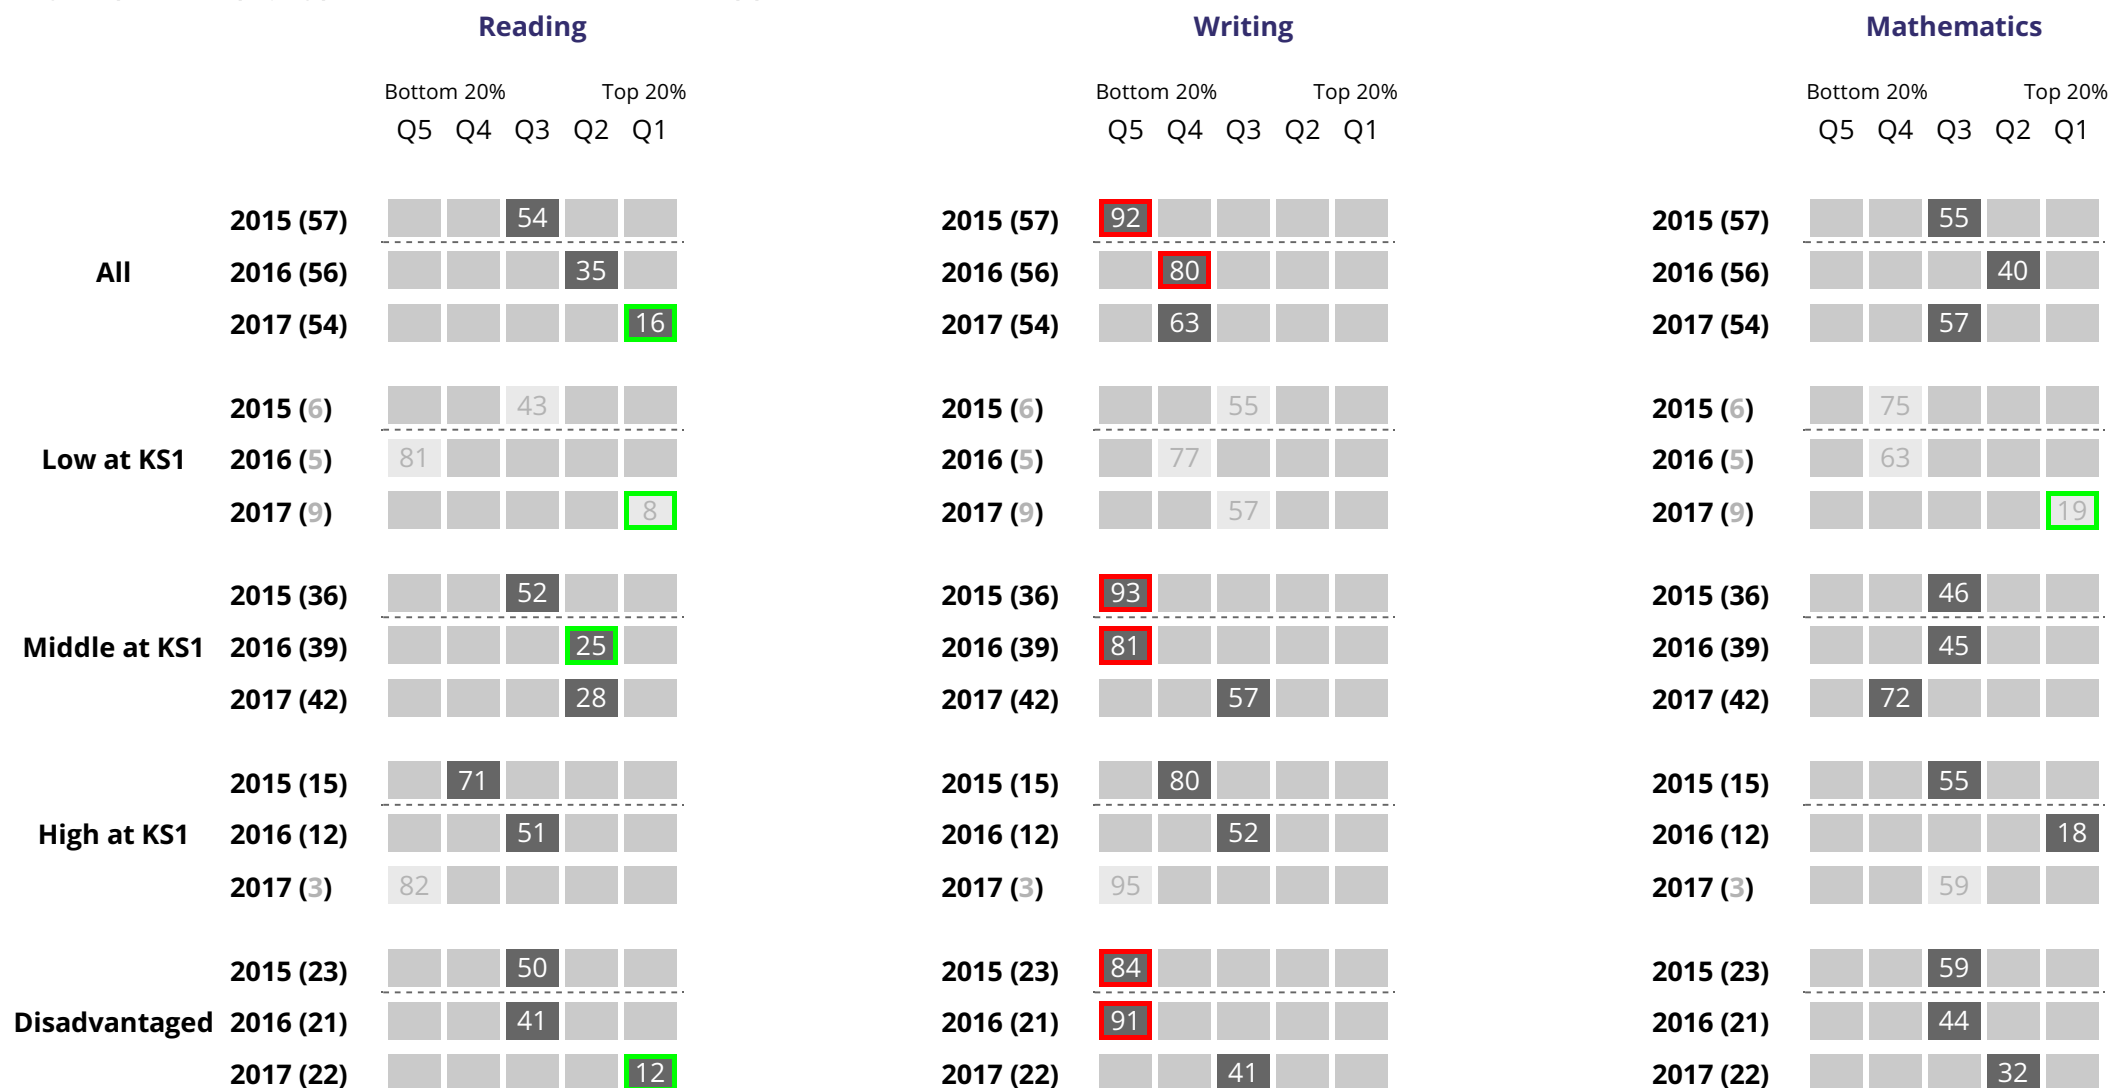 Reading Writing Mathematics
Bottom 20% Top 20% Bottom 20% Top 20% Bottom 20% Top 20%
Q5 Q4 Q3 Q2 Q1 Q5 Q4 Q3 Q2 Q1 Q5 Q4 Q3 Q2 Q1
2015 (57) 54 2015 (57) 92 2015 (57) 55
All 2016 (56) 35 2016 (56) 80 2016 (56) 40
2017 (54) 16 2017 (54) 63 2017 (54) 57
2015 (6) 43 2015 (6) 55 2015 (6) 75
Low at KS1 2016 (5) 81 2016 (5) 77 2016 (5) 63
2017 (9) 8 2017 (9) 57 2017 (9) 19
2015 (36) 52 2015 (36) 93 2015 (36) 46
Middle at KS1 2016 (39) 25 2016 (39) 81 2016 (39) 45
2017 (42) 28 2017 (42) 57 2017 (42) 72
2015 (15) 71 2015 (15) 80 2015 (15) 55
High at KS1 2016 (12) 51 2016 (12) 52 2016 (12) 18
2017 (3) 82 2017 (3) 95 2017 (3) 59
2015 (23) 50 2015 (23) 84 2015 (23) 59
Disadvantaged 2016 (21) 41 2016 (21) 91 2016 (21) 44
2017 (22) 12 2017 (22) 41 2017 (22) 32